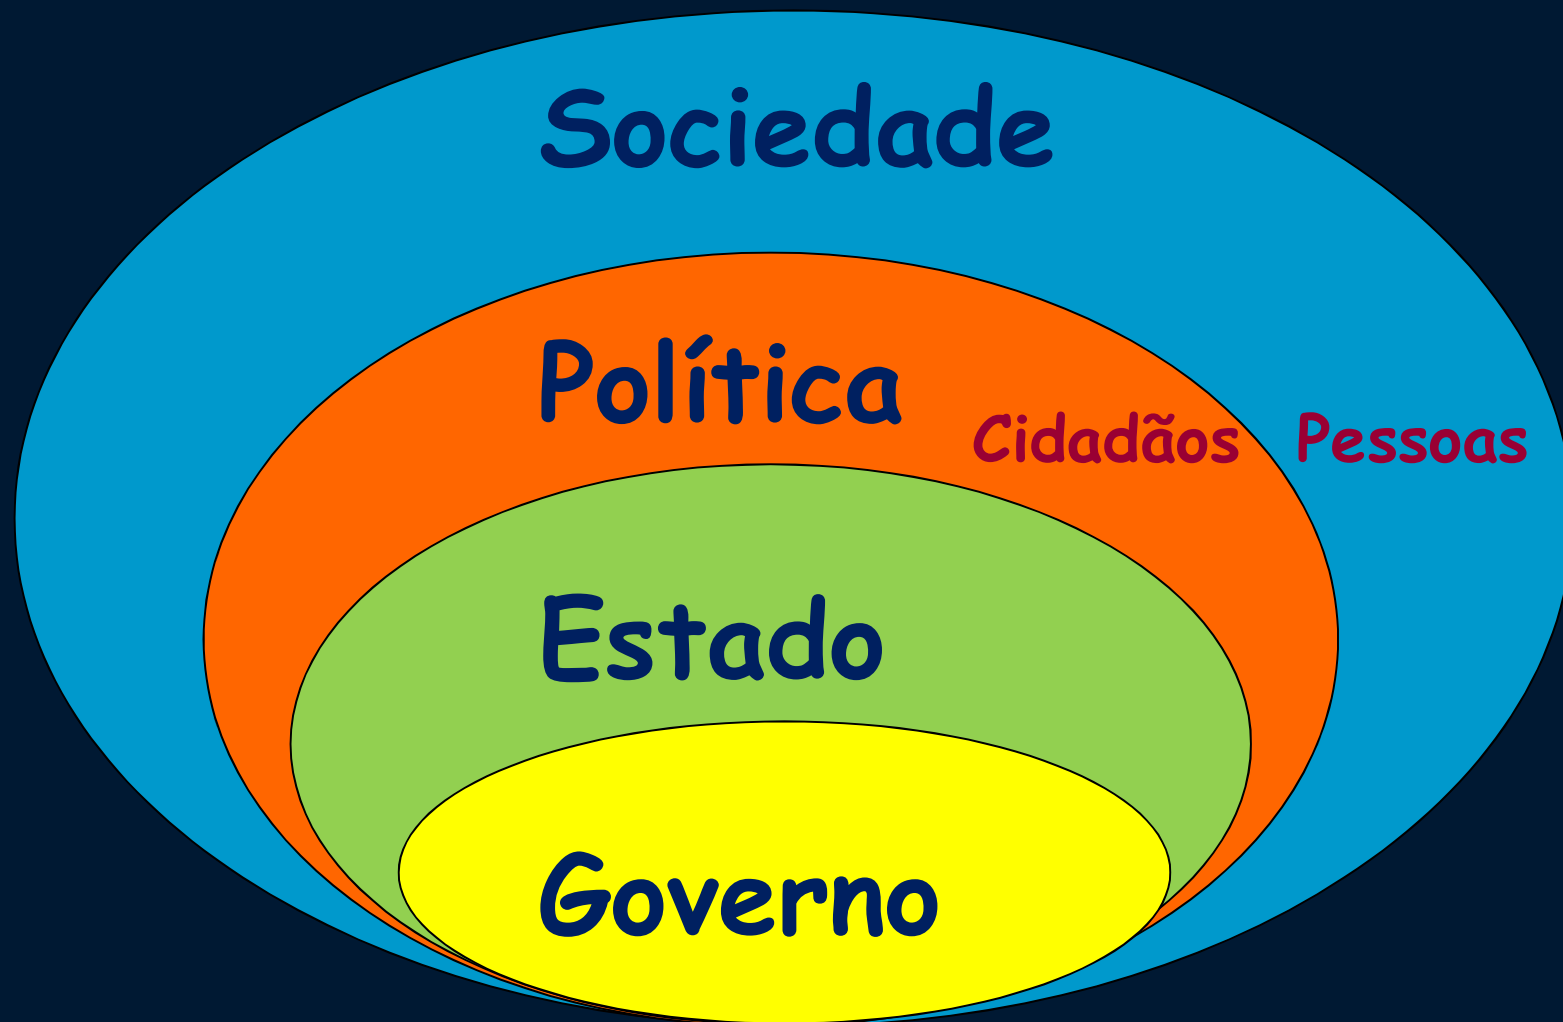 Sociedade
Política
Cidadãos Pessoas
Estado
Governo